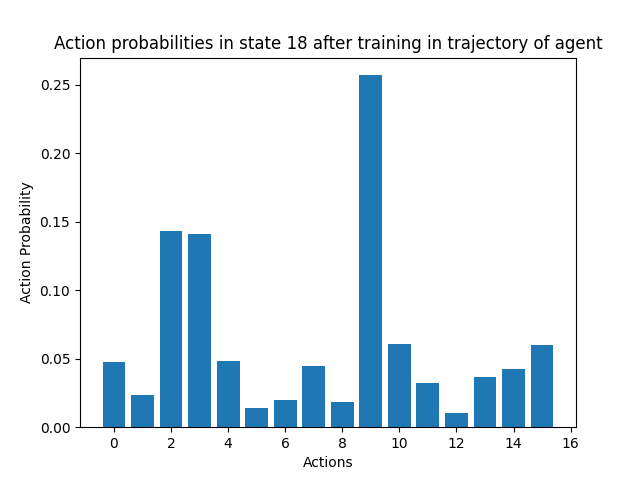 Action probabilities in state 18 after training in trajectory of agent
0.25
0.20
0.15
0.10
0.05
0.00
Action Probability
0 2 4 6 8 10 12 14 16
Actions